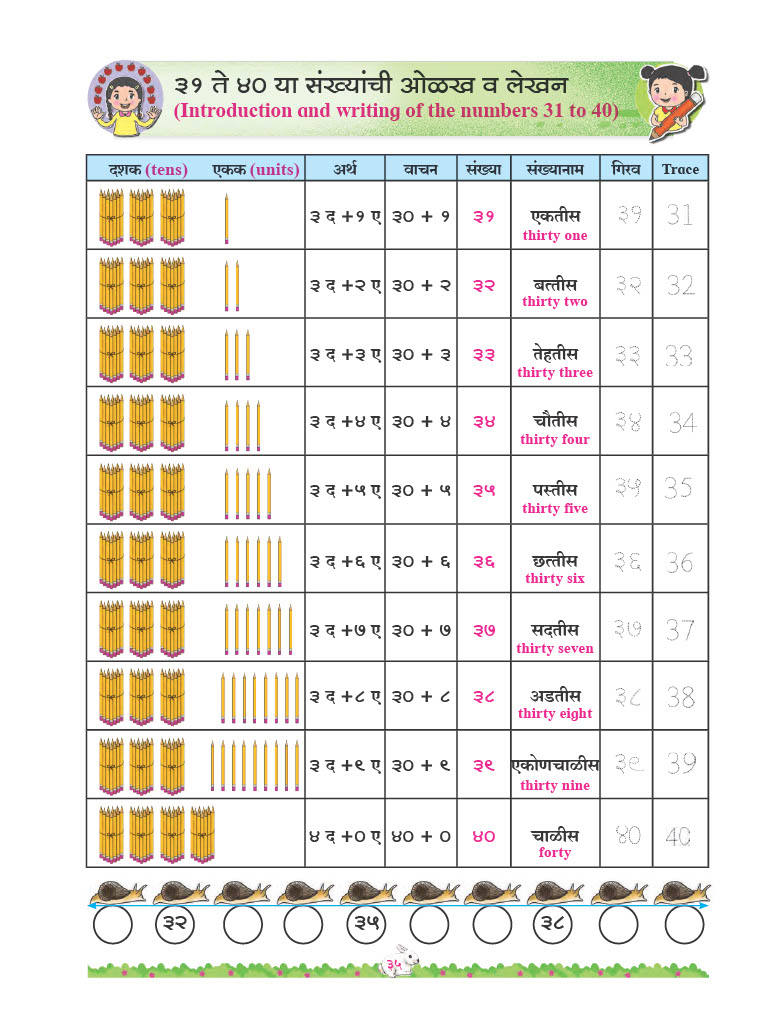 ३१ ते ४० या संख्यांची ओळख व लेखन
(Introduction and writing of the numbers 31 to 40)
दशक (tens) एकक (units) अर्थ वाचन संख्या संख्यानाम गिरव Trace
३ द +१ ए ३० + १ ३१ एकतीस ३१ 31
thirty one
३ द +२ ए ३० + २ ३२ बत्तीस ३२ 32
thirty two
३ द +३ ए ३० + ३ ३३ तेहतीस ३३ 33
thirty three
३ द +४ ए ३० + ४ ३४ चौतीस ३४ 34
thirty four
३ द +५ ए ३० + ५ ३५ पस्तीस ३५ 35
thirty five
३ द +६ ए ३० + ६ ३६ छत्तीस ३६ 36
thirty six
३ द +७ ए ३० + ७ ३७ सदतीस ३७ 37
thirty seven
३ द +८ ए ३० + ८ ३८ अडतीस ३८ 38
thirty eight
३ द +९ ए ३० + ९ ३९ एकोणचाळीस ३९ 39
thirty nine
४ द +० ए ४० + ० ४० चाळीस ४० 40
forty
३२ ३५ ३८
३५